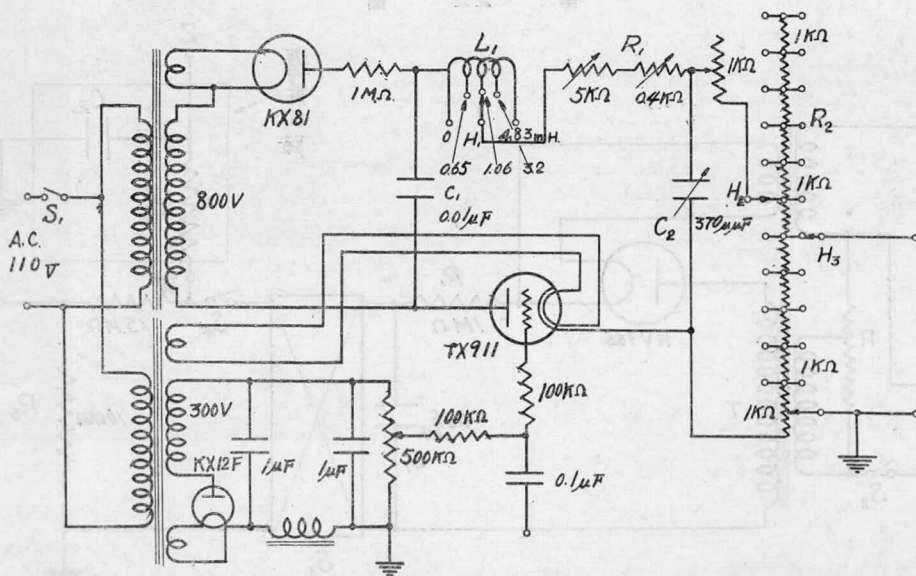 L₁
R₁
1KΩ
1KΩ
KX81
1MΩ
5KΩ
0.4KΩ
0
H₁
4.83mH.
0.65
1.06
3.2
R₂
S₁
800V
C₁
0.01μF
C₂
370μμF
H₂
1KΩ
A.C.
110V
H₃
TX911
300V
100KΩ
1KΩ
KX12F
1μF
1μF
100KΩ
500KΩ
1KΩ
0.1μF